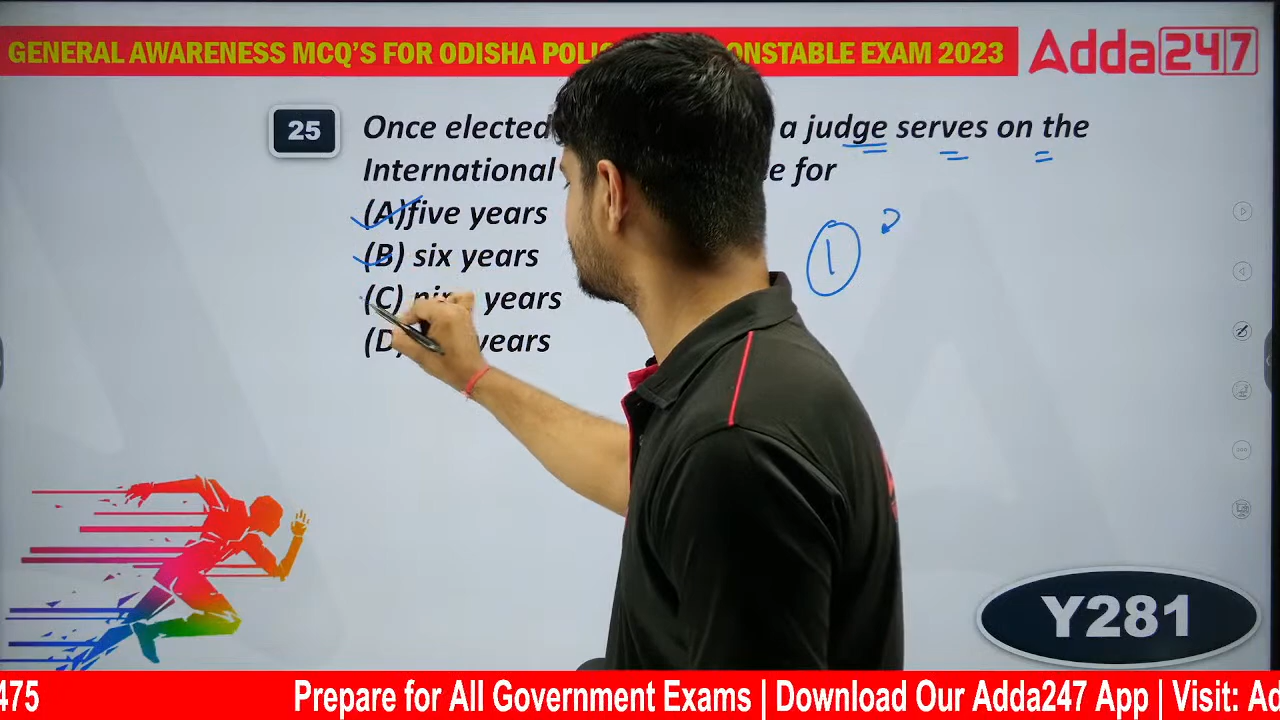 GENERAL AWARENESS MCQ'S FOR ODISHA POLI ONSTABLE EXAM 2023
Adda247
25
Once elected a judge serves on the
International e for
(A)five years
(B) six years
(C) years
(D) years
1
2
Y281
475
Prepare for All Government Exams | Download Our Adda247 App | Visit: Ad